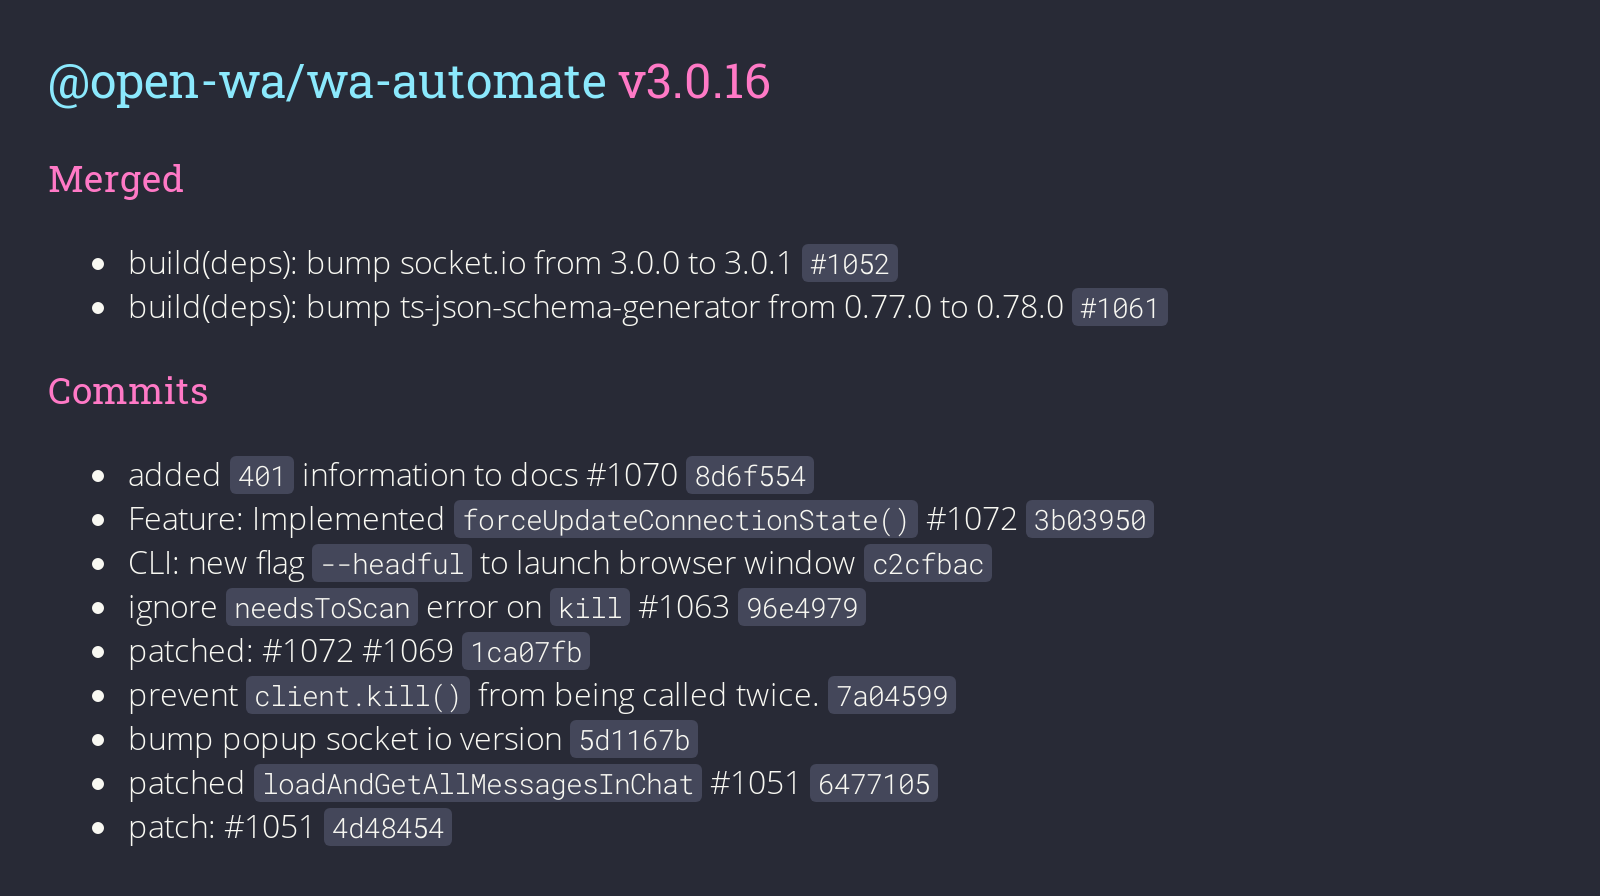 @open-wa/wa-automate v3.0.16
Merged
build(deps): bump socket.io from 3.0.0 to 3.0.1 #1052
build(deps): bump ts-json-schema-generator from 0.77.0 to 0.78.0 #1061
Commits
added 401 information to docs #1070 8d6f554
Feature: Implemented forceUpdateConnectionState() #1072 3b03950
CLI: new flag --headful to launch browser window c2cfbac
ignore needsToScan error on kill #1063 96e4979
patched: #1072 #1069 1ca07fb
prevent client.kill() from being called twice. 7a04599
bump popup socket io version 5d1167b
patched loadAndGetAllMessagesInChat #1051 6477105
patch: #1051 4d48454